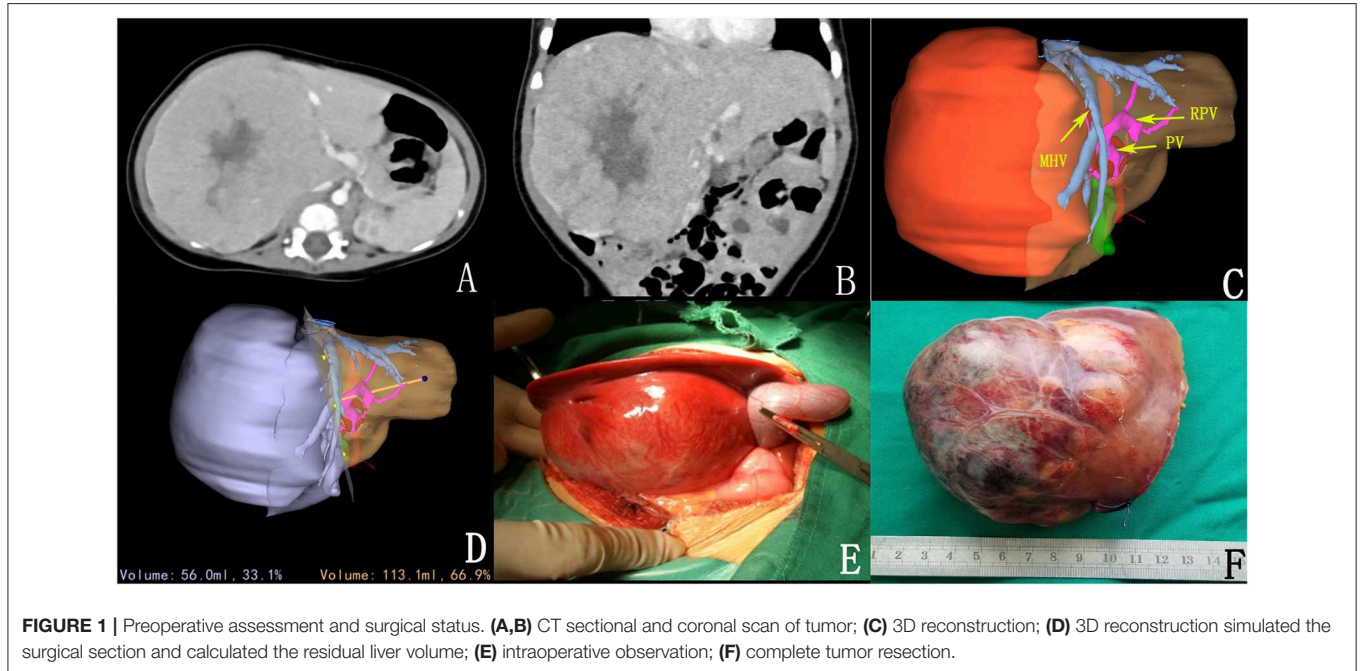 A
B
MHV
RPV
PV
C
D
Volume: 56.0ml, 33.1%
Volume: 113.1ml, 66.9%
E
1 2 3 4 5 6 7 8 9 10 11 12 13 14
F
FIGURE 1 | Preoperative assessment and surgical status. (A,B) CT sectional and coronal scan of tumor; (C) 3D reconstruction; (D) 3D reconstruction simulated the
surgical section and calculated the residual liver volume; (E) intraoperative observation; (F) complete tumor resection.